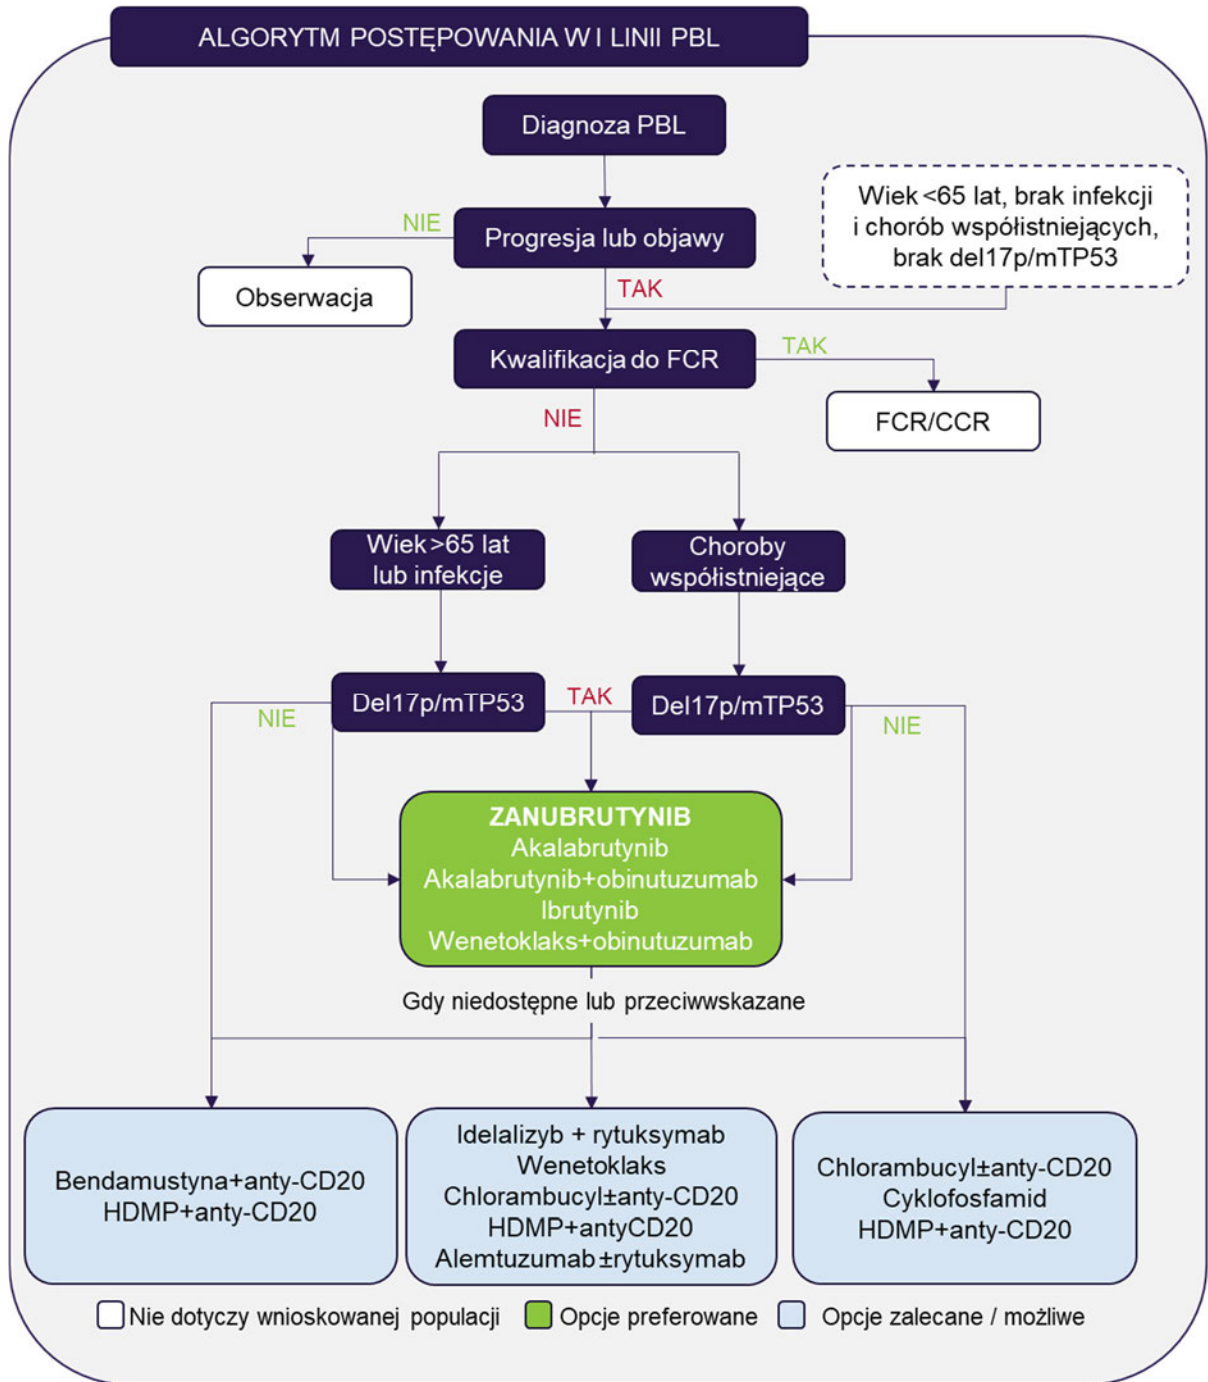 ALGORYTM POSTĘPOWANIA W I LINII PBL
Diagnoza PBL
Wiek <65 lat, brak infekcji
i chorób współistniejących,
brak del17p/mTP53
NIE
Progresja lub objawy
Obserwacja
TAK
Kwalifikacja do FCR
TAK
NIE
FCR/CCR
Wiek >65 lat
lub infekcje
Choroby
współistniejące
Del17p/mTP53
TAK
Del17p/mTP53
NIE
NIE
ZANUBRUTYNIB
Akalabrutynib
Akalabrutynib+obinutuzumab
Ibrutynib
Wenetoklaks+obinutuzumab
Gdy niedostępne lub przeciwwskazane
Bendamustyna+anty-CD20
HDMP+anty-CD20
Idelalizyb + rytuksymab
Wenetoklaks
Chlorambucyl±anty-CD20
HDMP+antyCD20
Alemtuzumab ±rytuksymab
Chlorambucyl±anty-CD20
Cyklofosfamid
HDMP+anty-CD20
Nie dotyczy wnioskowanej populacji
Opcje preferowane
Opcje zalecane / możliwe